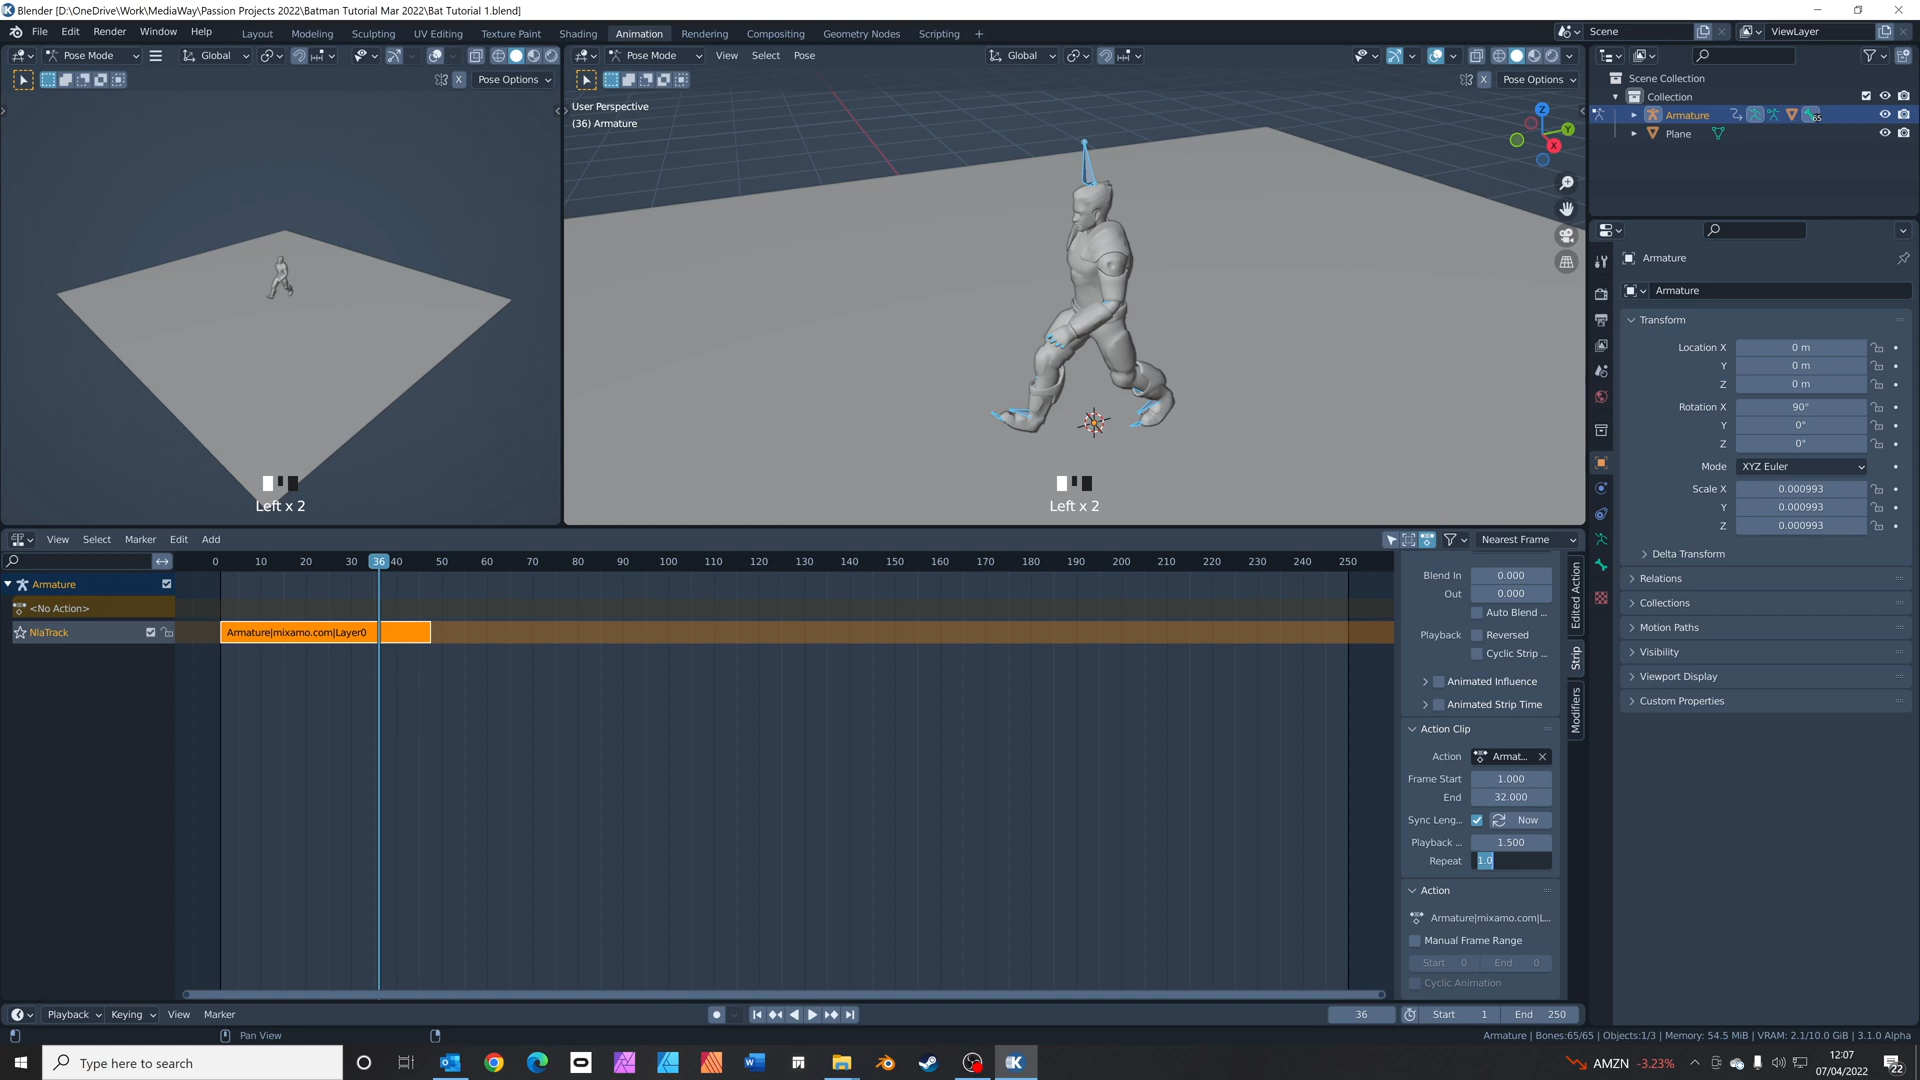 Blender [D:\OneDrive\Work\MediaWay\Passion Projects 2022\Batman Tutorial Mar 2022\Bat Tutorial 1.blend]
File Edit Render Window Help Layout Modeling Sculpting UV Editing Texture Paint Shading Animation Rendering Compositing Geometry Nodes Scripting + Scene ViewLayer
Pose Mode Global Pose Mode View Select Pose Global
X Pose Options X Pose Options
Scene Collection
Collection
Armature 65
Plane
User Perspective
(36) Armature
Z
Y
X
Left x 2
Left x 2
Armature
Armature
Transform
Location X 0 m
Y 0 m
Z 0 m
Rotation X 90°
Y 0°
Z 0°
Mode XYZ Euler
Scale X 0.000993
Y 0.000993
Z 0.000993
Delta Transform
Relations
Collections
Motion Paths
Visibility
Viewport Display
Custom Properties
View Select Marker Edit Add Nearest Frame
0 10 20 30 36 40 50 60 70 80 90 100 110 120 130 140 150 160 170 180 190 200 210 220 230 240 250
Armature
<No Action>
NlaTrack Armature|mixamo.com|Layer0
Blend In 0.000
Out 0.000
Auto Blend ...
Playback Reversed
Cyclic Strip ...
Animated Influence
Animated Strip Time
Action Clip
Action Armat...
Frame Start 1.000
End 32.000
Sync Leng... Now
Playback ... 1.500
Repeat 1.0
Action
Armature|mixamo.com|L...
Manual Frame Range
Start 0 End 0
Cyclic Animation
Edited Action
Strip
Modifiers
Playback Keying View Marker 36 Start 1 End 250
Pan View Armature | Bones:65/65 | Objects:1/3 | Memory: 54.5 MiB | VRAM: 2.1/10.0 GiB | 3.1.0 Alpha
Type here to search AMZN -3.23% 12:07
07/04/2022
22